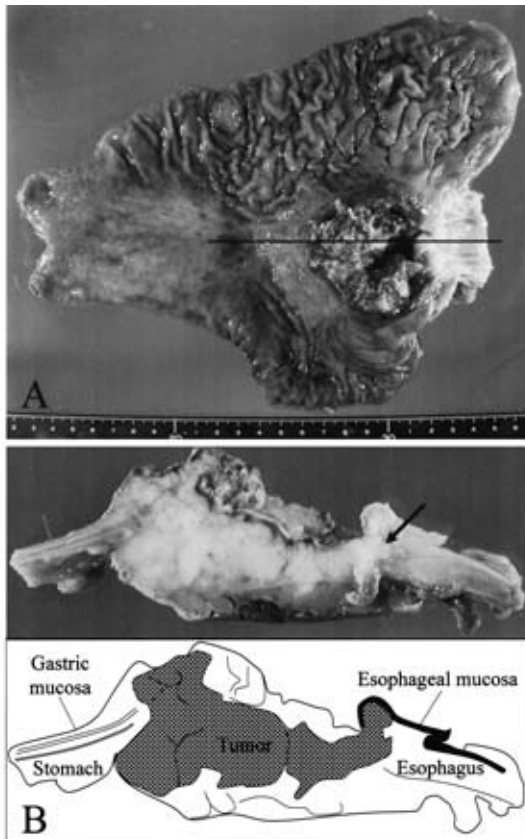 A
Gastric
mucosa
Esophageal mucosa
Tumor
Stomach
Esophagus
B